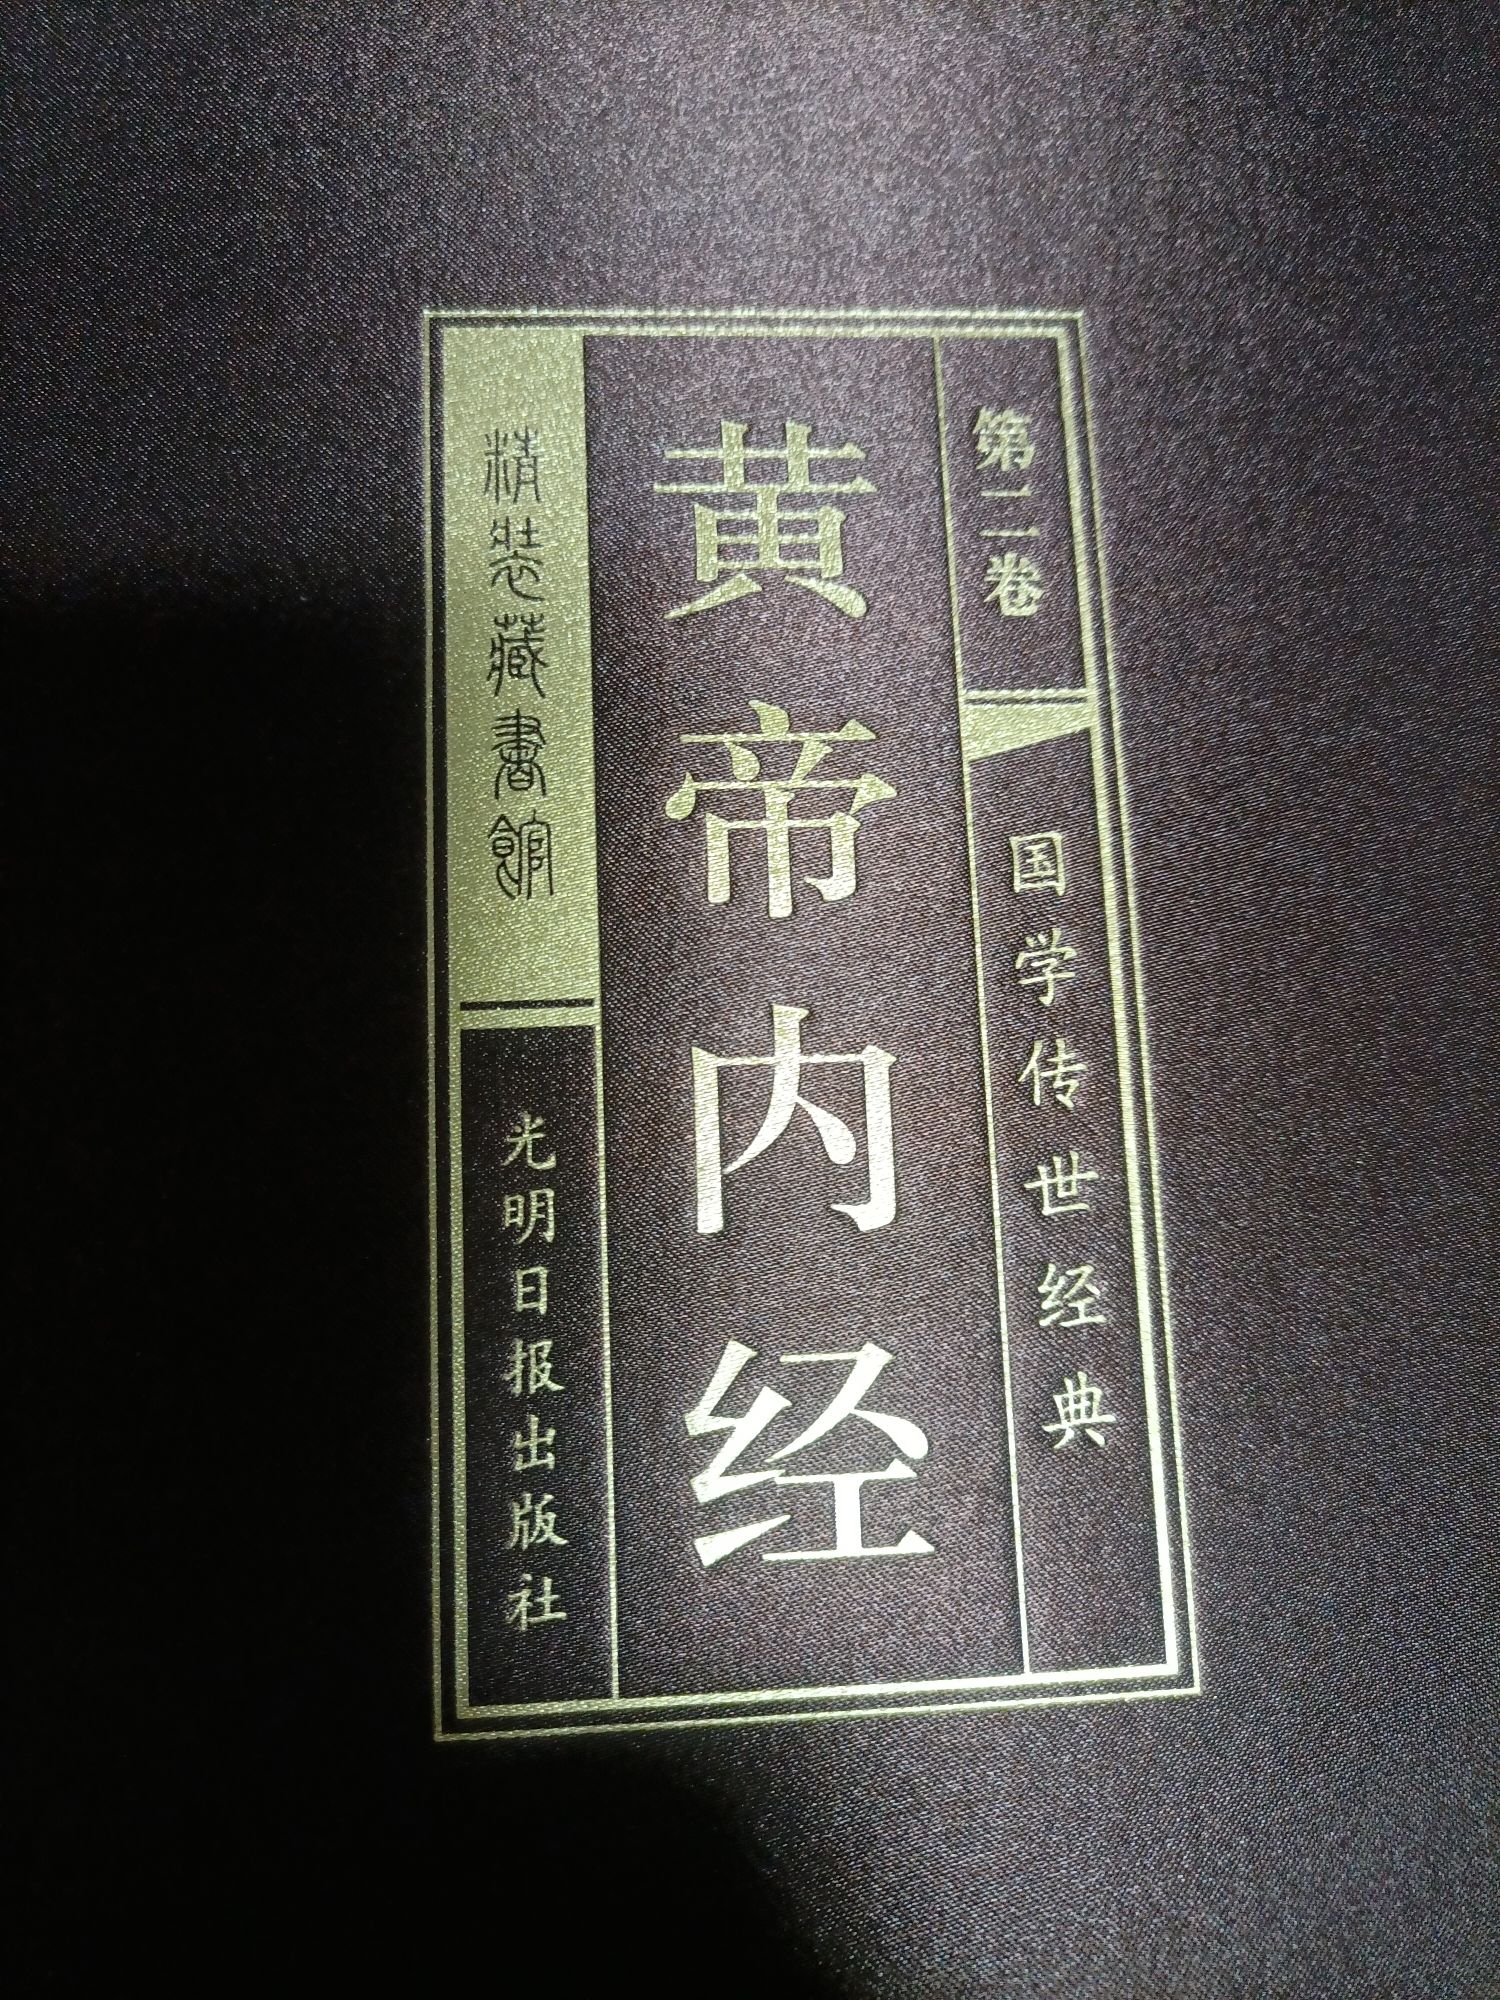 第二卷
国学传世经典
黄帝内经
精装藏書館
光明日报出版社